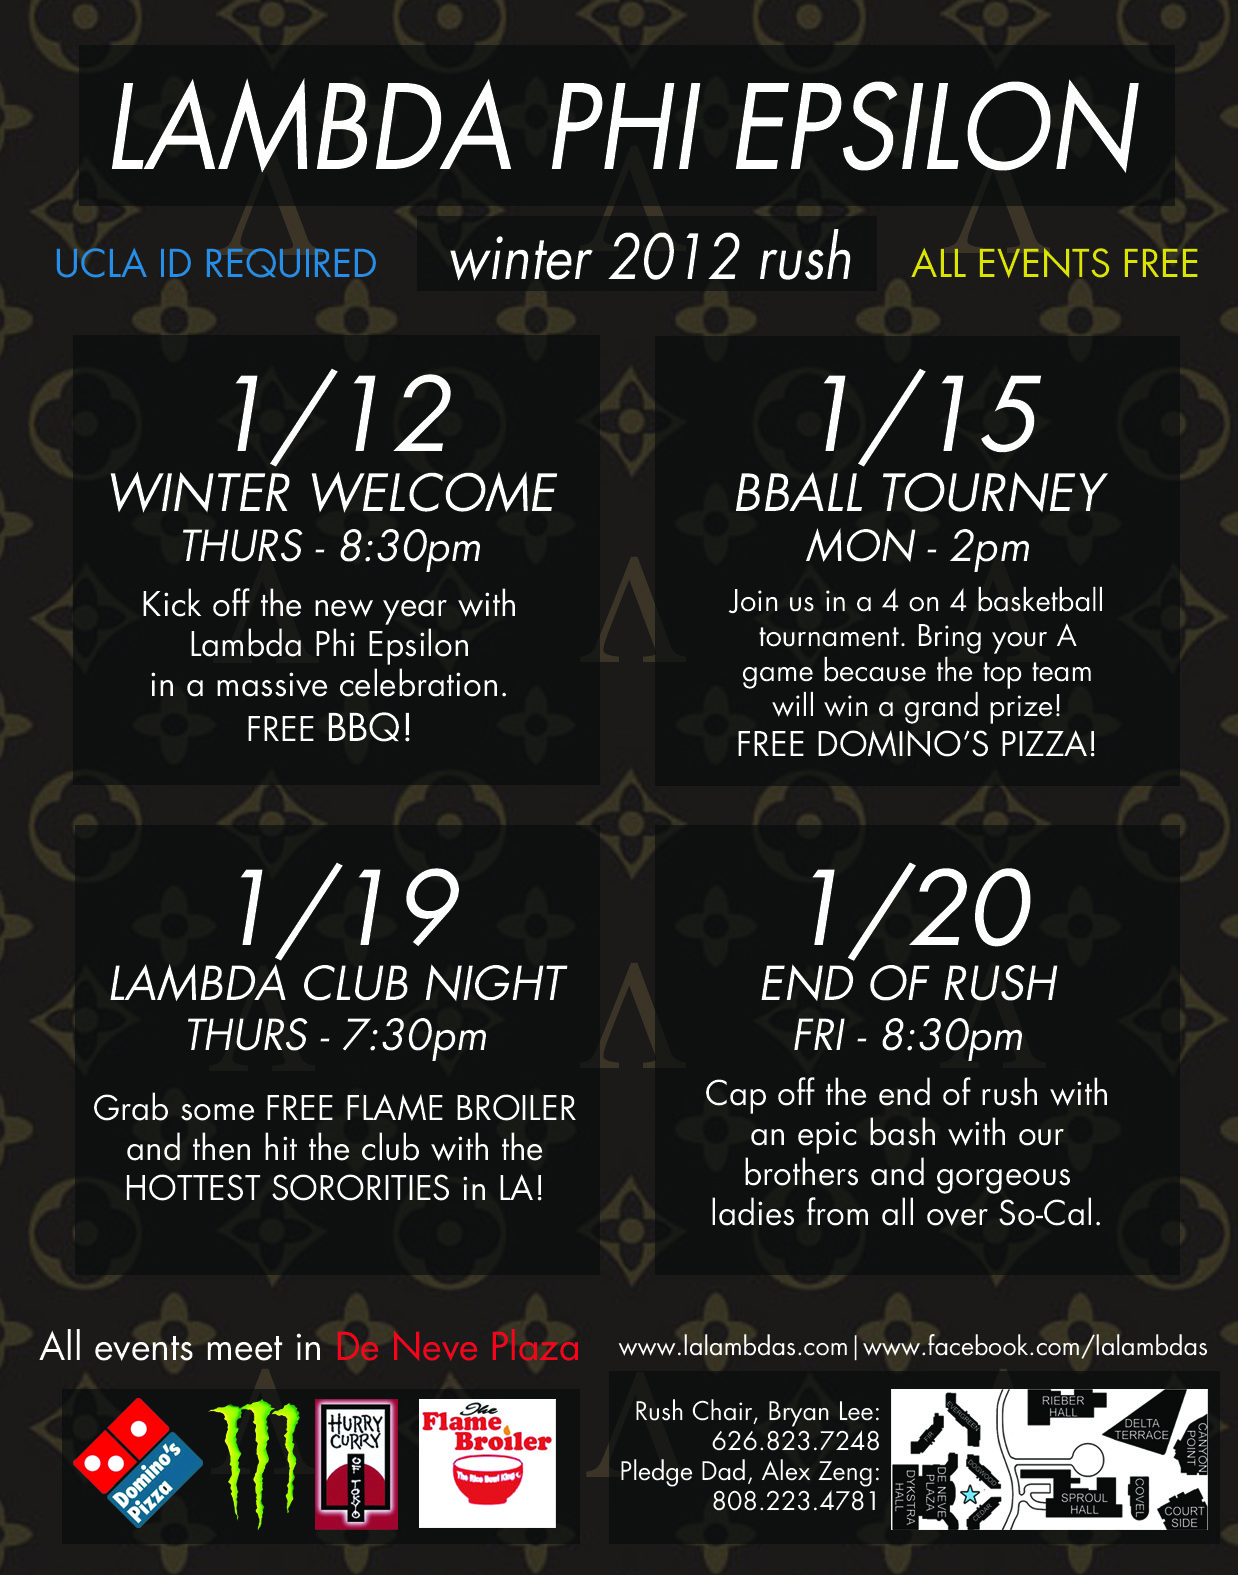 LAMBDA PHI EPSILON
UCLA ID REQUIRED
winter 2012 rush
ALL EVENTS FREE
1/12
WINTER WELCOME
THURS - 8:30pm
Kick off the new year with
Lambda Phi Epsilon
in a massive celebration.
FREE BBQ!
1/15
BBALL TOURNEY
MON - 2pm
Join us in a 4 on 4 basketball
tournament. Bring your A
game because the top team
will win a grand prize!
FREE DOMINO'S PIZZA!
1/19
LAMBDA CLUB NIGHT
THURS - 7:30pm
Grab some FREE FLAME BROILER
and then hit the club with the
HOTTEST SORORITIES in LA!
1/20
END OF RUSH
FRI - 8:30pm
Cap off the end of rush with
an epic bash with our
brothers and gorgeous
ladies from all over So-Cal.
All events meet in De Neve Plaza
www.lalambdas.com|www.facebook.com/lalambdas
Domino's
Pizza
HURRY
CURRY
OF TOKYO
The
Flame
Broiler
The Rice Bowl King
Rush Chair, Bryan Lee:
626.823.7248
Pledge Dad, Alex Zeng:
808.223.4781
EVERGREEN
FIR
RIEBER
HALL
DELTA
TERRACE
CANYON
POINT
DOGWOOD
CEDAR
DE NEVE
PLAZA
DYKSTRA
HALL
SPROUL
HALL
COVEL
COURT
SIDE